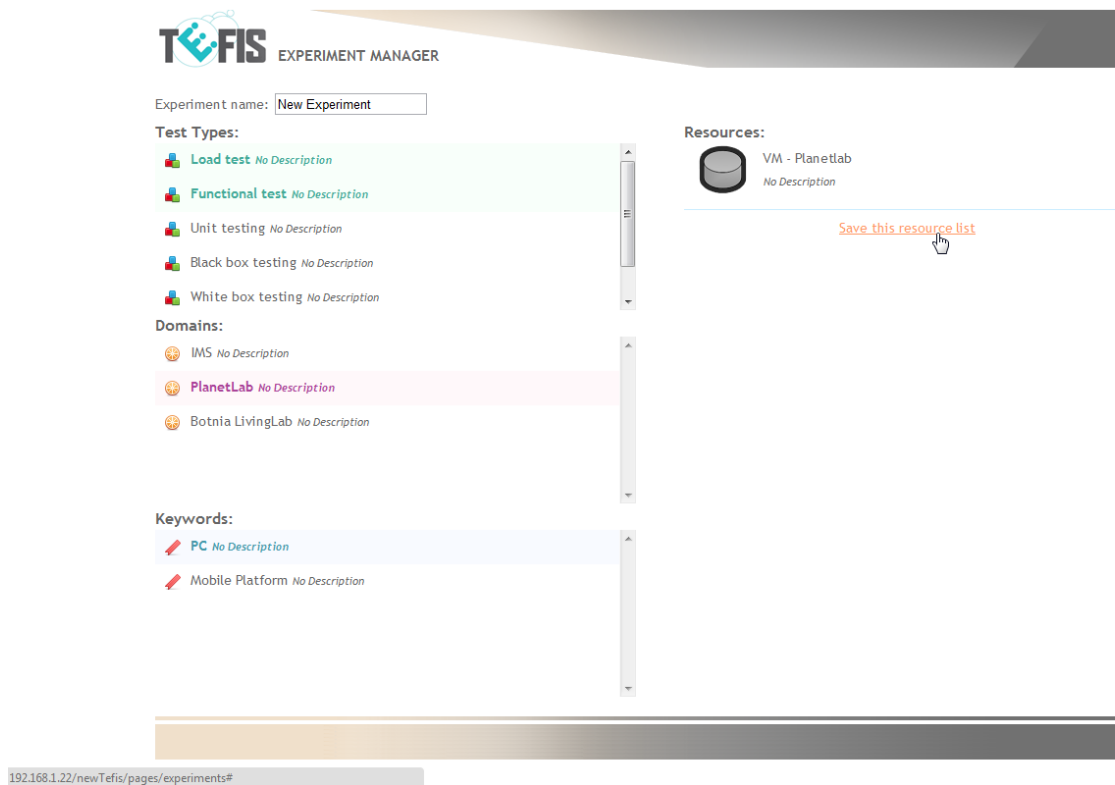 TEFIS EXPERIMENT MANAGER
Experiment name: New Experiment
Test Types:
Load test No Description
Functional test No Description
Unit testing No Description
Black box testing No Description
White box testing No Description
Domains:
IMS No Description
PlanetLab No Description
Botnia LivingLab No Description
Keywords:
PC No Description
Mobile Platform No Description
Resources:
VM - Planetlab
No Description
Save this resource list
192.168.1.22/newTefis/pages/experiments#